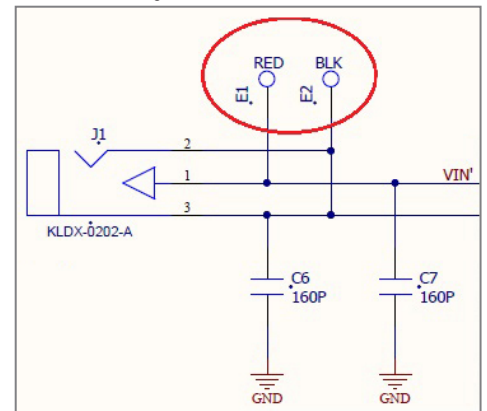 RED BLK
E1 E2
J1
2
1 VIN'
3
KLDX-0202-A
C6 C7
160P 160P
GND GND